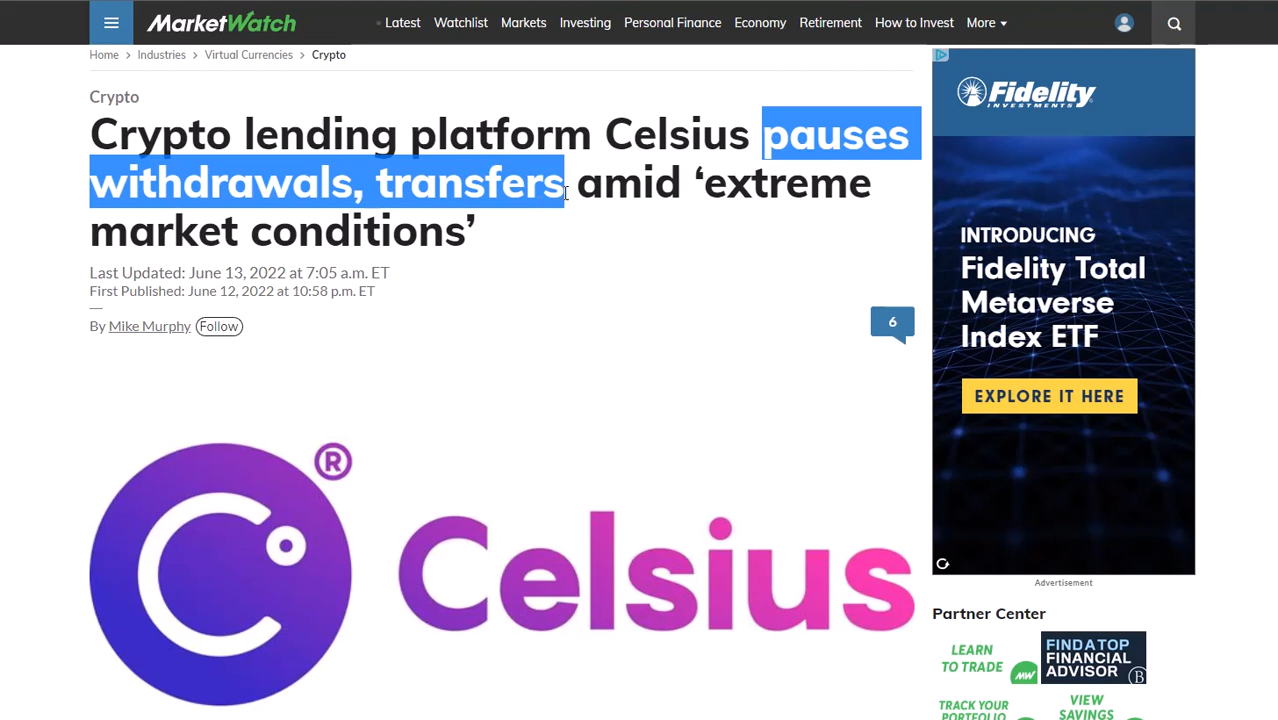 MarketWatch
Latest Watchlist Markets Investing Personal Finance Economy Retirement How to Invest More
Home > Industries > Virtual Currencies > Crypto
Crypto
Crypto lending platform Celsius pauses
withdrawals, transfers amid ‘extreme
market conditions’
Last Updated: June 13, 2022 at 7:05 a.m. ET
First Published: June 12, 2022 at 10:58 p.m. ET
By Mike Murphy Follow
6
®
Celsius
Fidelity
INVESTMENTS
INTRODUCING
Fidelity Total
Metaverse
Index ETF
EXPLORE IT HERE
Advertisement
Partner Center
LEARN
TO TRADE
MW
FIND A TOP
FINANCIAL
ADVISOR
B
TRACK YOUR
PORTFOLIO
VIEW
SAVINGS